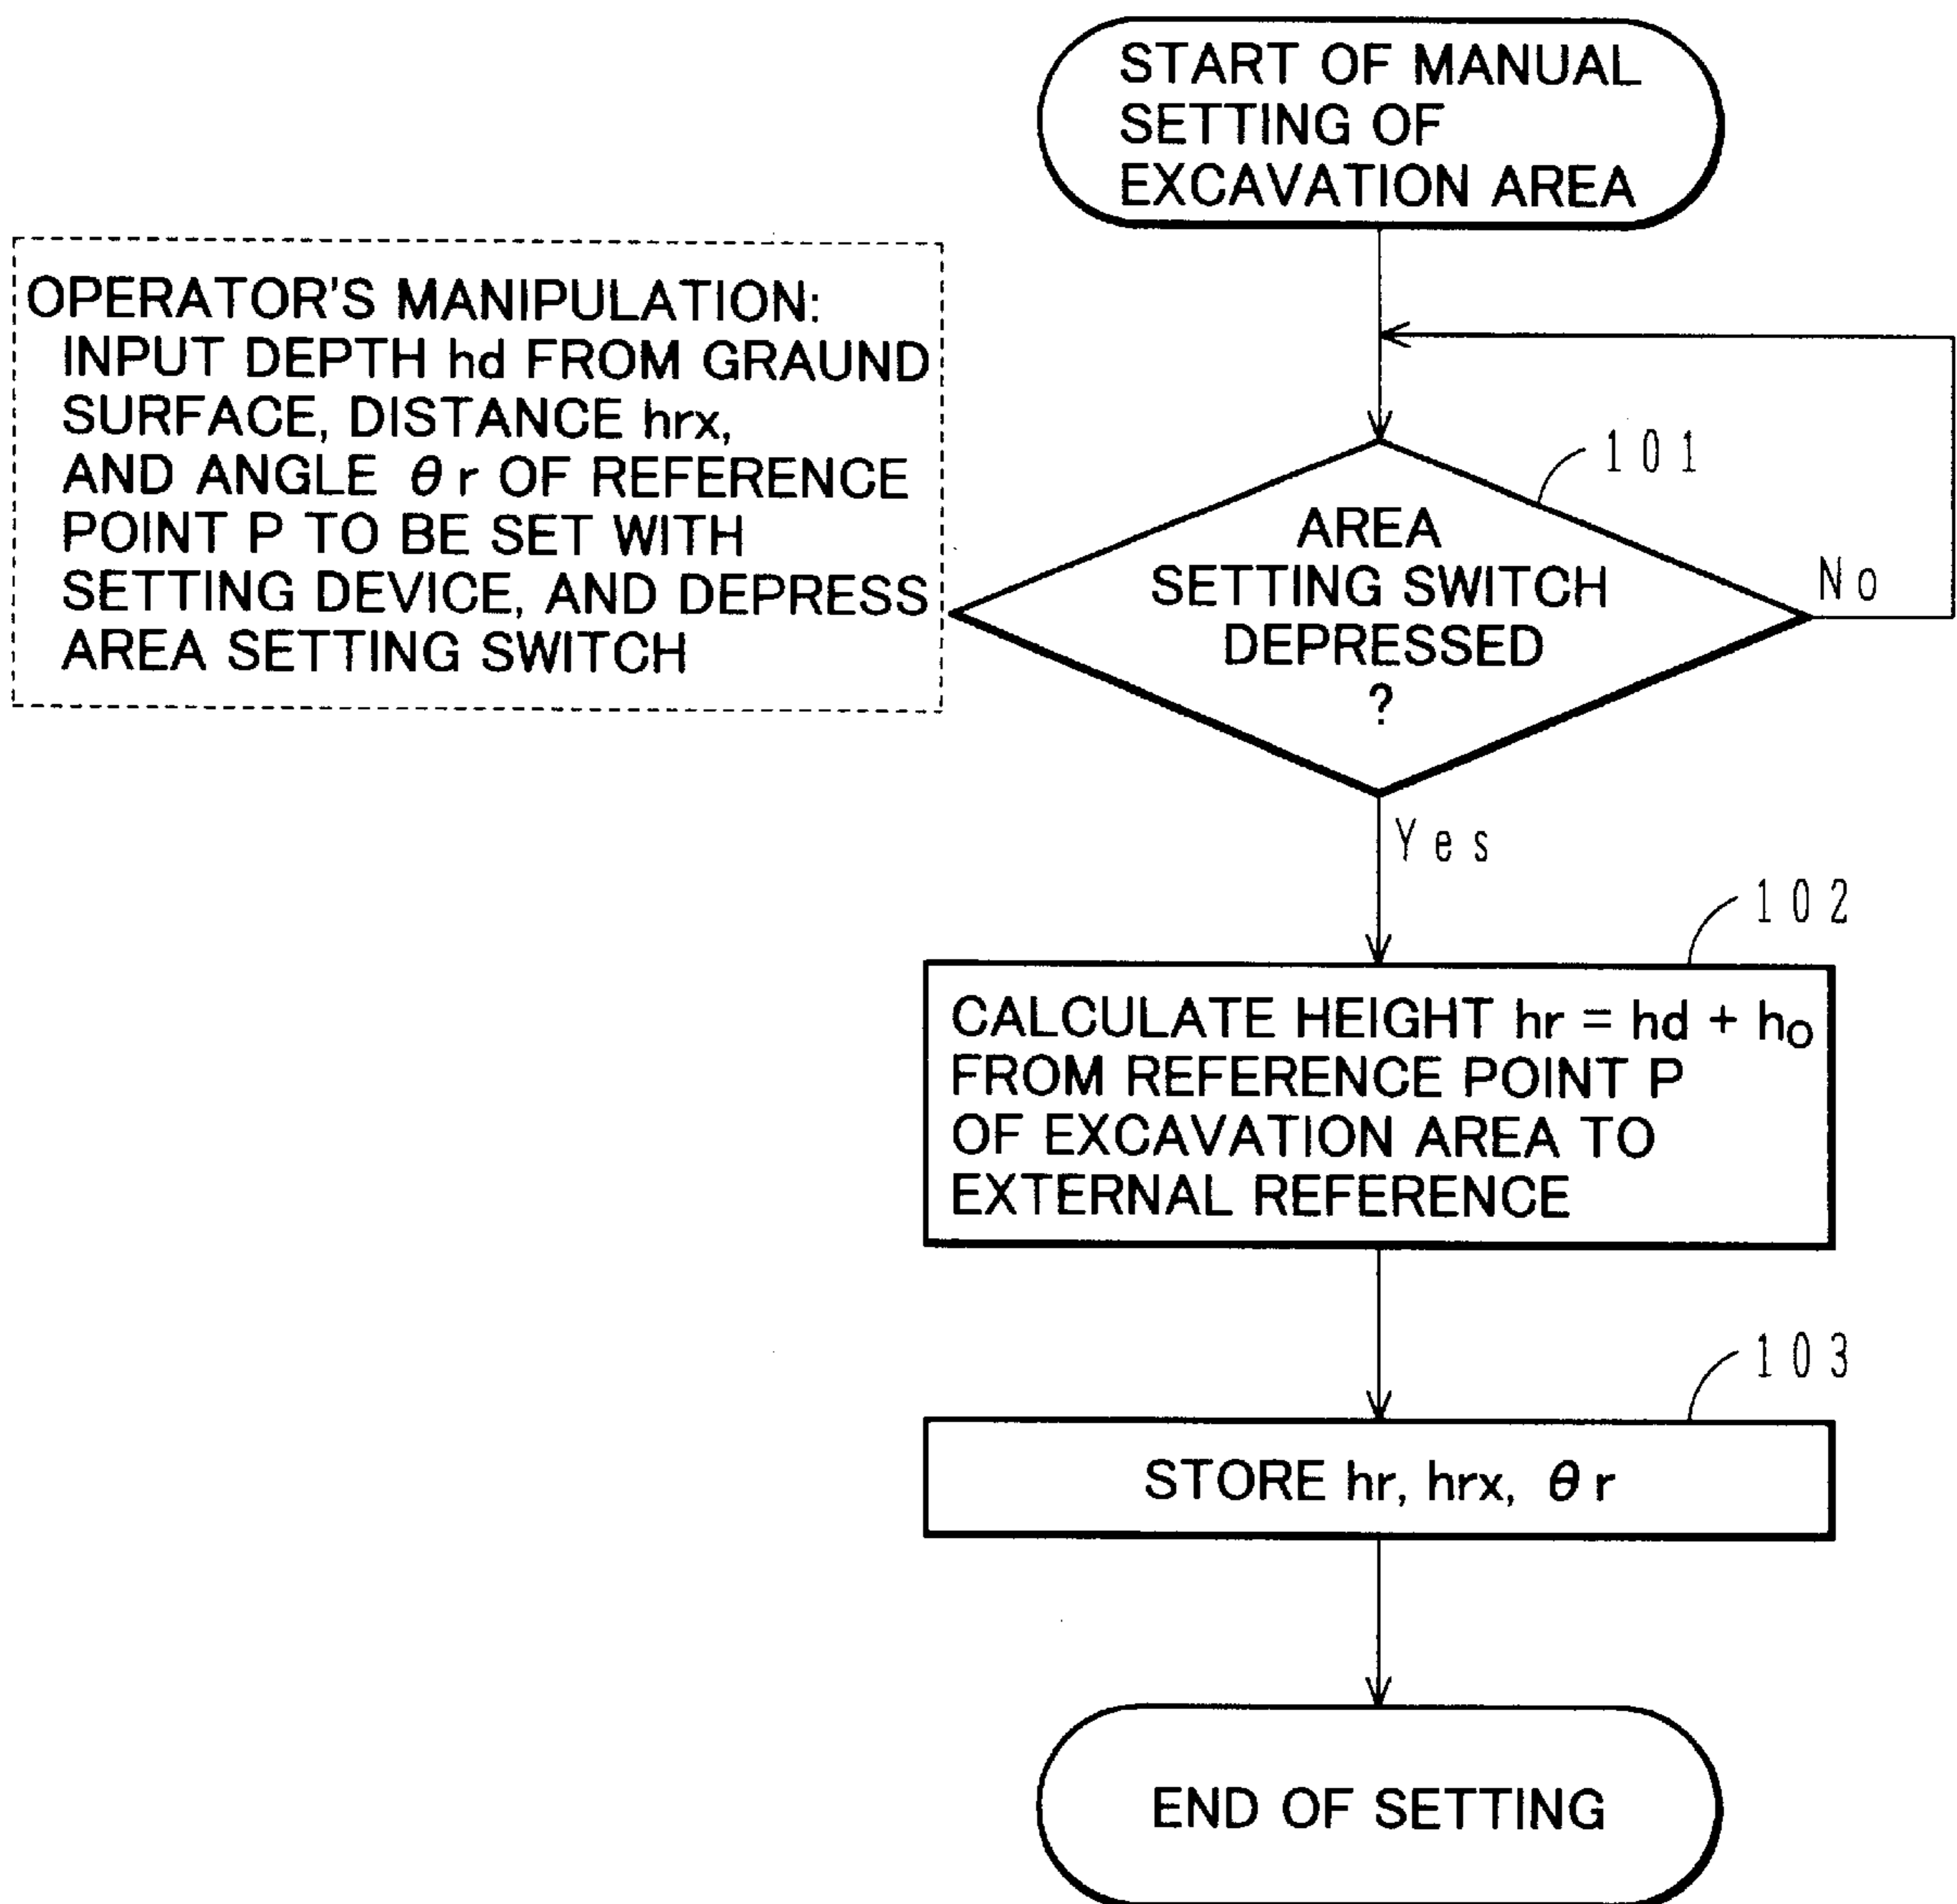 START OF MANUAL
SETTING OF
EXCAVATION AREA
OPERATOR'S MANIPULATION:
INPUT DEPTH hd FROM GRAUND
SURFACE, DISTANCE hrx,
AND ANGLE θr OF REFERENCE
POINT P TO BE SET WITH
SETTING DEVICE, AND DEPRESS
AREA SETTING SWITCH
101
AREA
SETTING SWITCH
DEPRESSED
?
No
Yes
102
CALCULATE HEIGHT hr = hd + ho
FROM REFERENCE POINT P
OF EXCAVATION AREA TO
EXTERNAL REFERENCE
103
STORE hr, hrx, θr
END OF SETTING